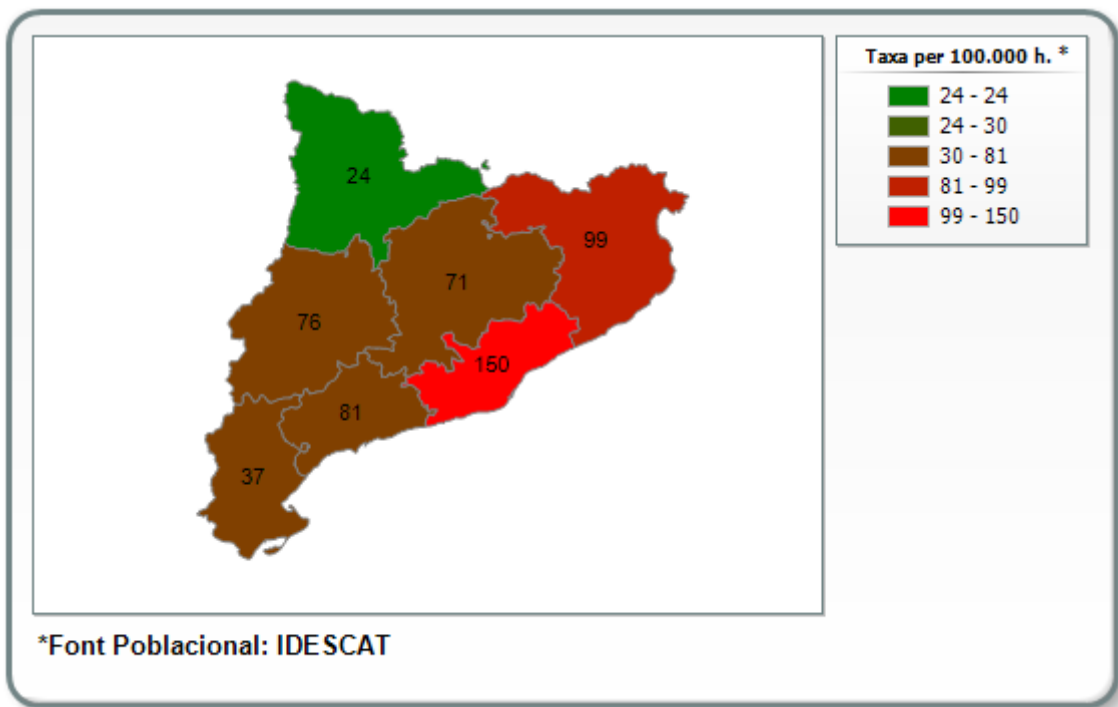 Taxa per 100.000 h. *
24 - 24
24 - 30
30 - 81
81 - 99
99 - 150
24
99
71
76
150
81
37
*Font Poblacional: IDESCAT